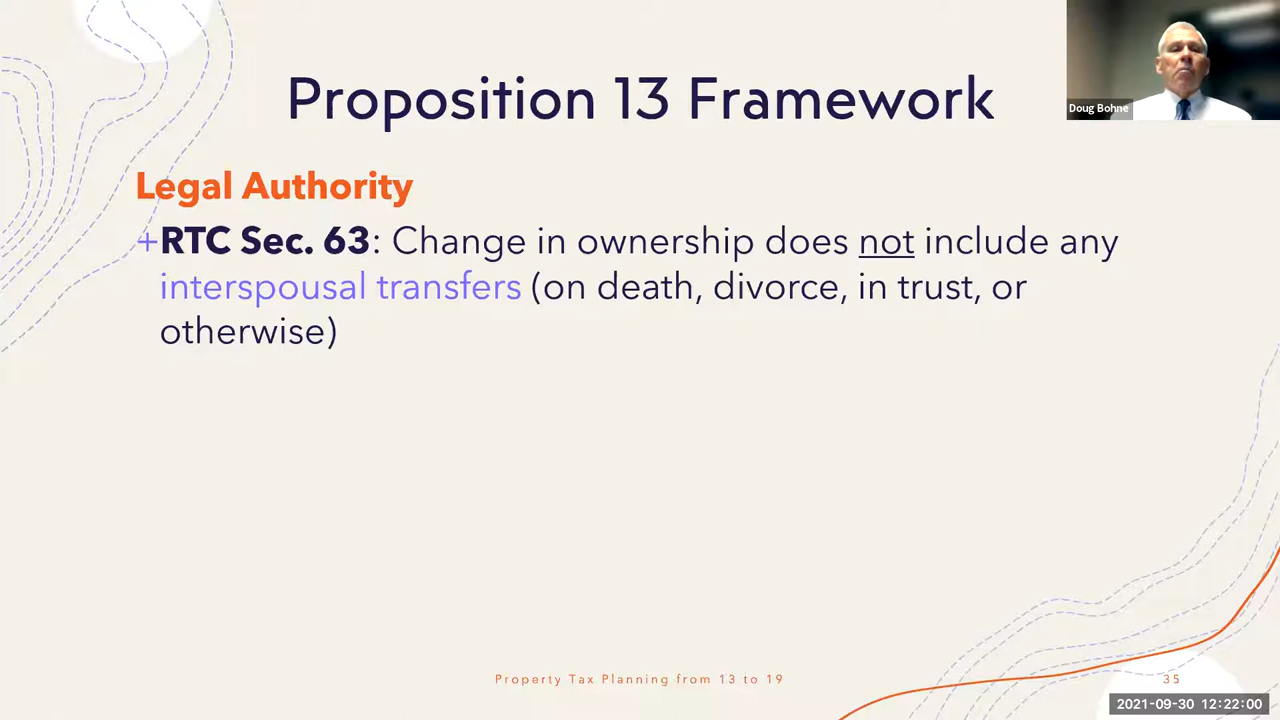 Proposition 13 Framework
Doug Bohne
Legal Authority
+RTC Sec. 63: Change in ownership does not include any
interspousal transfers (on death, divorce, in trust, or
otherwise)
Property Tax Planning from 13 to 19
35
2021-09-30 12:22:00